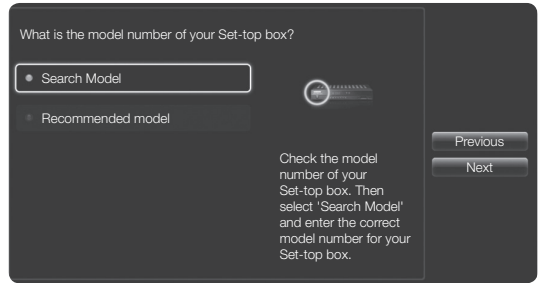 What is the model number of your Set-top box?
Search Model
Recommended model
Check the model
number of your
Set-top box. Then
select 'Search Model'
and enter the correct
model number for your
Set-top box.
Previous
Next